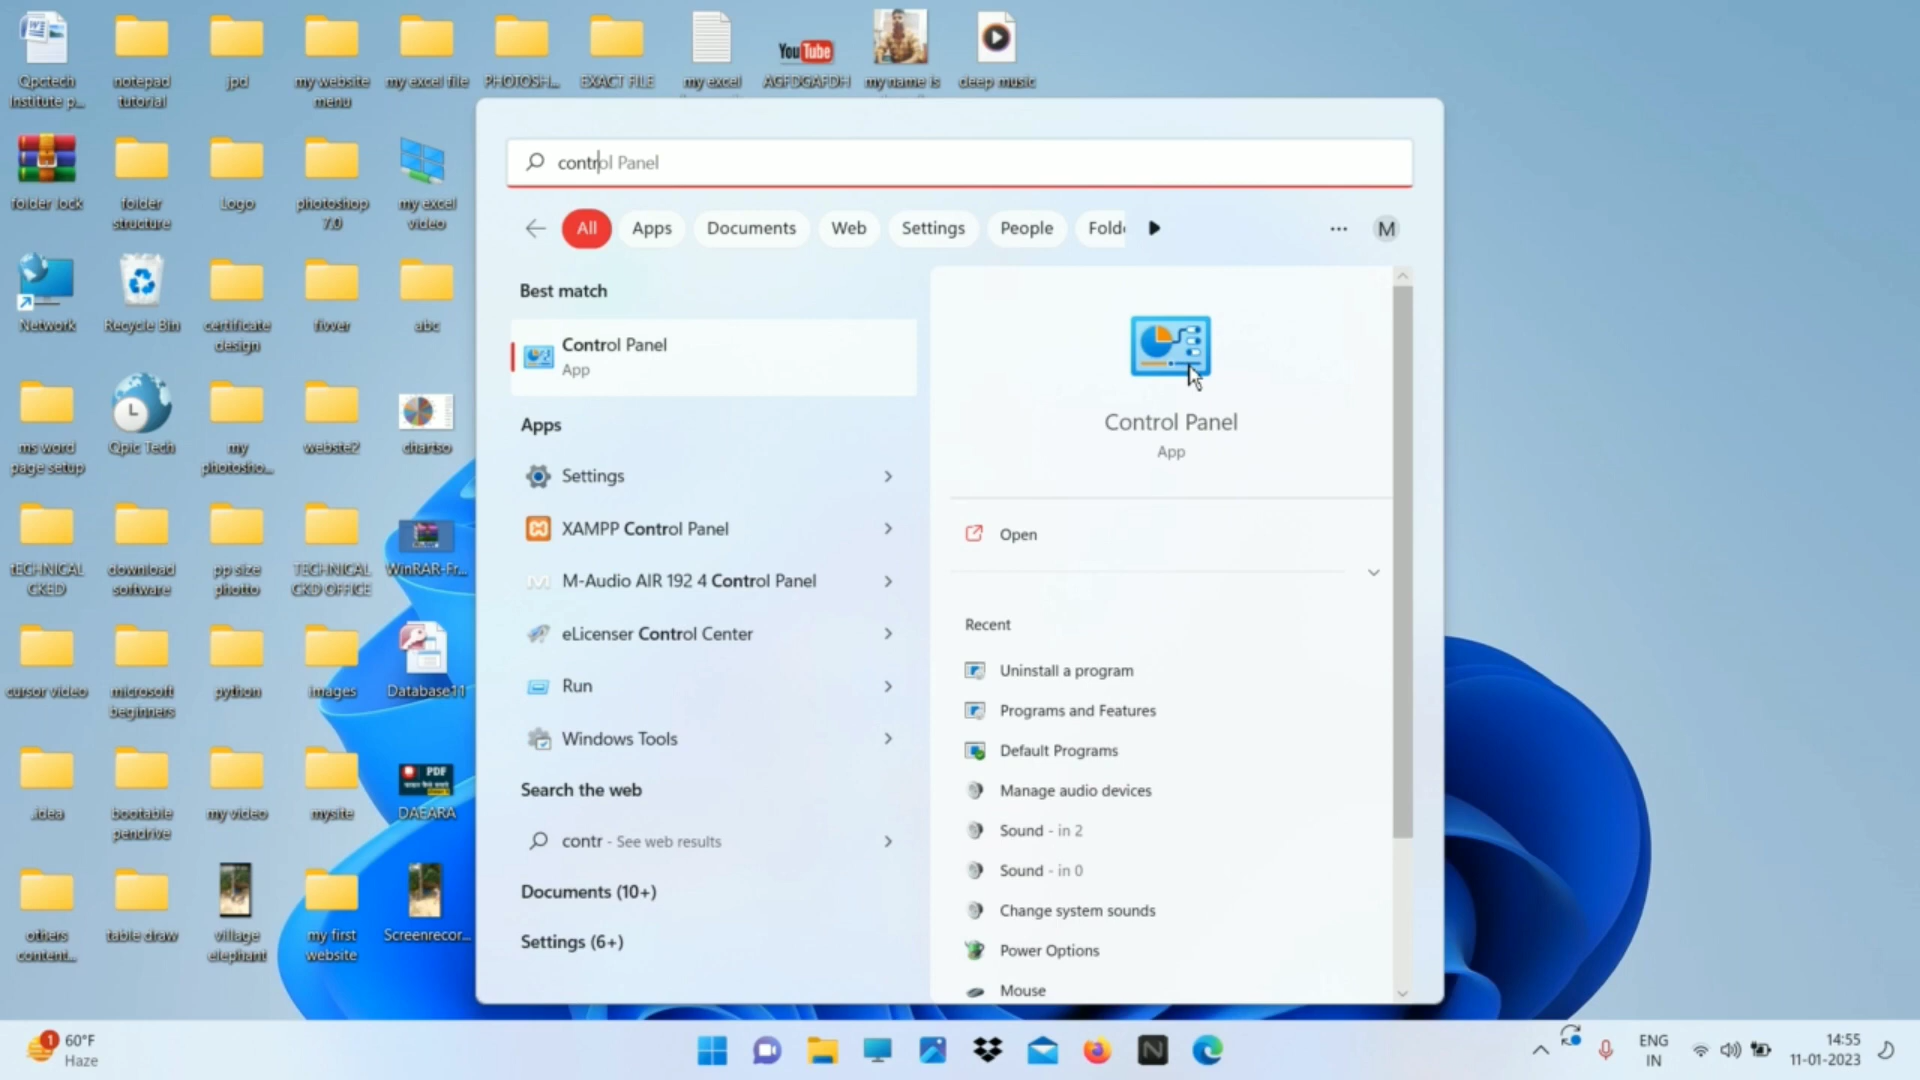 Qpctech
Institute p...
notepad
tutorial
jpd
my website
menu
my excel file
PHOTOSH...
EXACT FILE
my excel
YouTube
AGFDGAFDH
my name is
deep music
control Panel
folder lock
folder
structure
Logo
photoshop
7.0
my excel
video
All
Apps
Documents
Web
Settings
People
Folde
M
Network
Recycle Bin
certificate
design
fivver
abc
Best match
Control Panel
App
Control Panel
App
ms word
page setup
Qpic Tech
my
photosho...
webste2
chartso
Apps
Settings
XAMPP Control Panel
M-Audio AIR 192 4 Control Panel
eLicenser Control Center
Run
Windows Tools
Search the web
contr - See web results
Documents (10+)
Settings (6+)
Open
Recent
Uninstall a program
Programs and Features
Default Programs
Manage audio devices
Sound - in 2
Sound - in 0
Change system sounds
Power Options
Mouse
tECHNICAL
CKED
download
software
pp size
photto
TECHNICAL
CKD OFFICE
WinRAR-Fr...
cursor video
microsoft
beginners
python
images
Database11
.idea
bootable
pendrive
my video
mysite
PDF
DAEARA
others
content...
table draw
village
elephant
my first
website
Screenrecor...
1
60°F
Haze
ENG
IN
14:55
11-01-2023